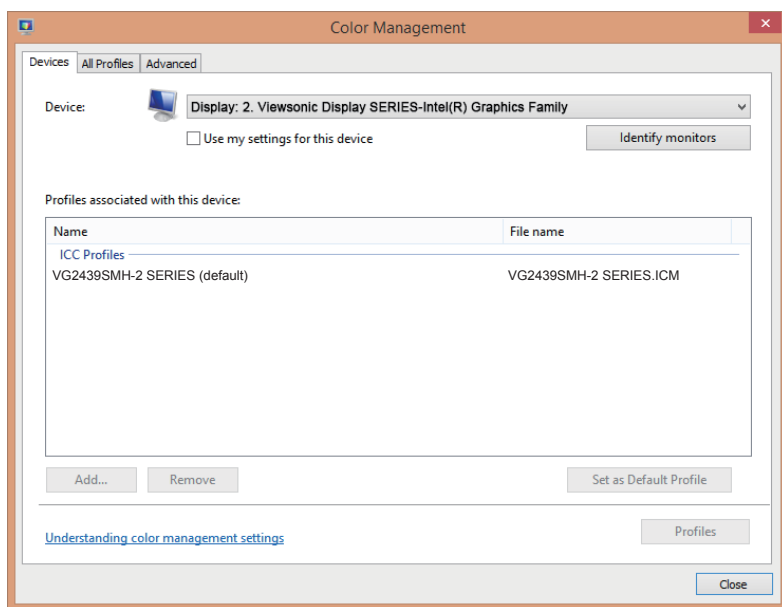 Color Management
Devices All Profiles Advanced
Device: Display: 2. Viewsonic Display SERIES-Intel(R) Graphics Family
Use my settings for this device Identify monitors
Profiles associated with this device:
Name File name
ICC Profiles
VG2439SMH-2 SERIES (default) VG2439SMH-2 SERIES.ICM
Add... Remove Set as Default Profile
Understanding color management settings Profiles
Close